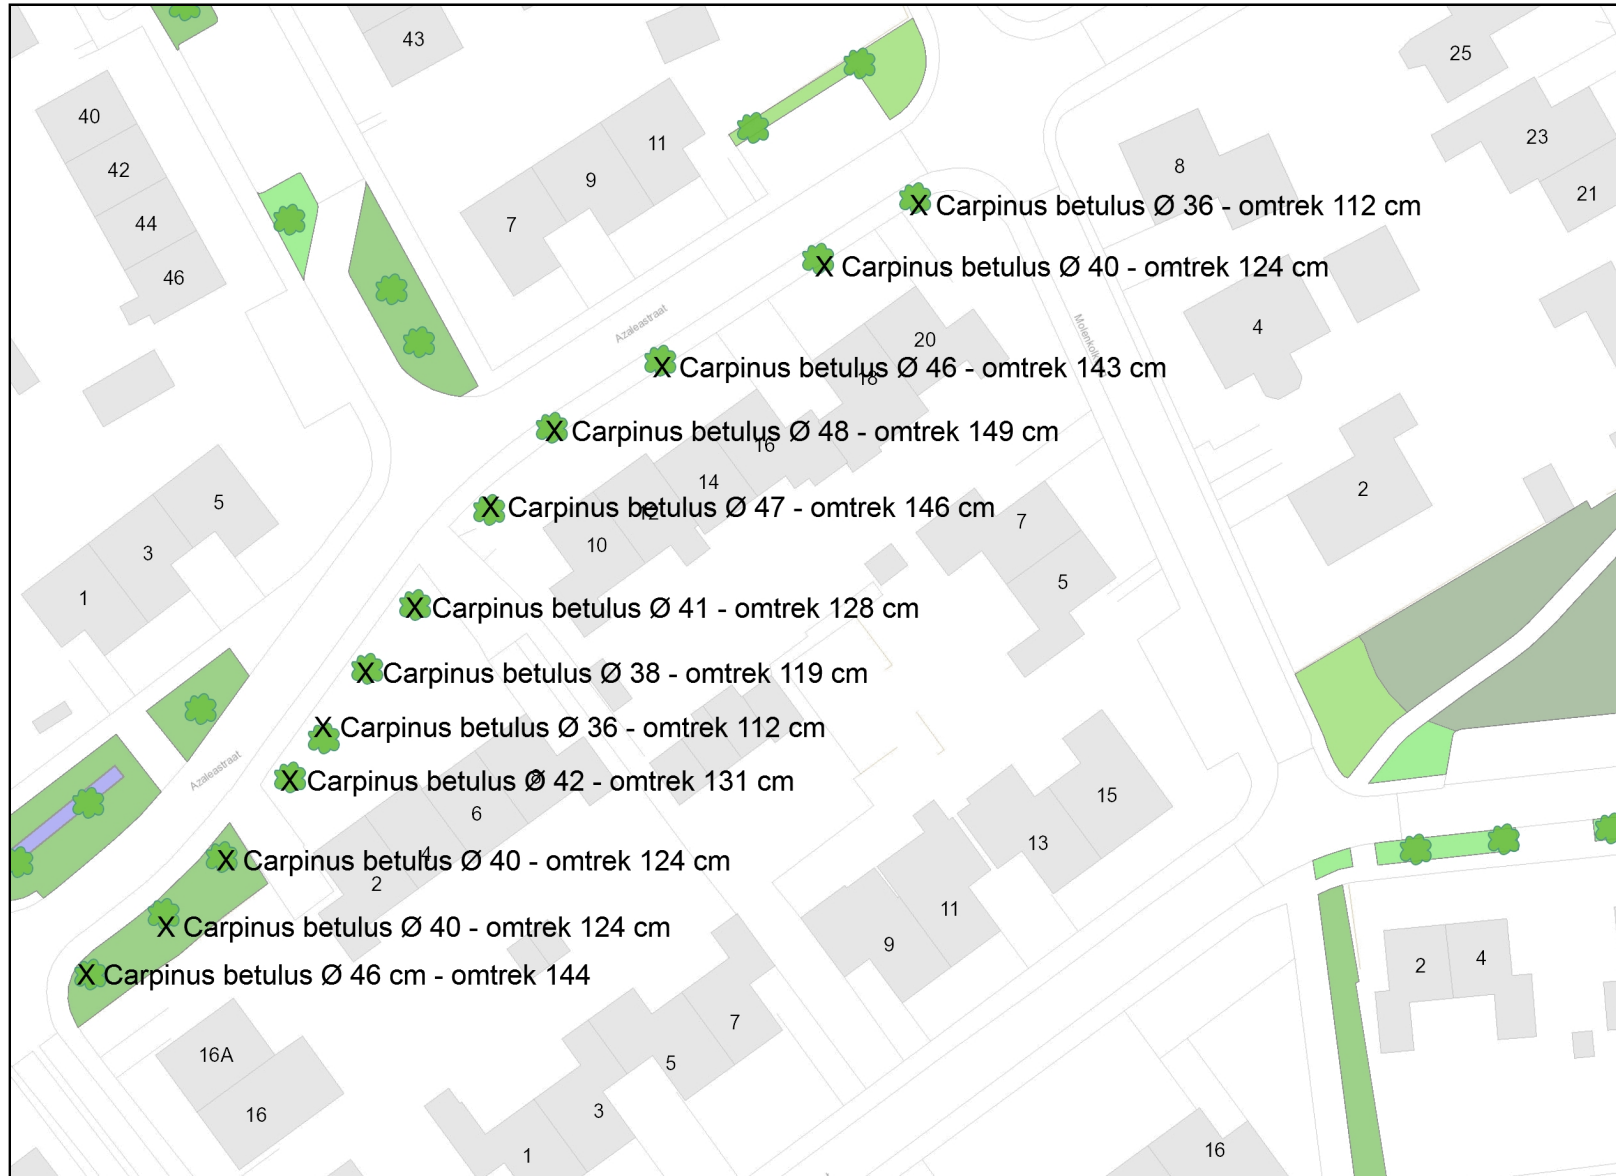 43
25
40
11
23
42
8
9
21
44
7
Carpinus betulus Ø 36 - omtrek 112 cm
46
Carpinus betulus Ø 40 - omtrek 124 cm
Azaleastraat
4
20
Carpinus betulus Ø 46 - omtrek 143 cm
18
Carpinus betulus Ø 48 - omtrek 149 cm
16
14
2
5
Carpinus betulus Ø 47 - omtrek 146 cm
12
7
10
3
5
1
Carpinus betulus Ø 41 - omtrek 128 cm
Carpinus betulus Ø 38 - omtrek 119 cm
Carpinus betulus Ø 36 - omtrek 112 cm
Azaleastraat
Carpinus betulus Ø 42 - omtrek 131 cm
8
15
6
13
Carpinus betulus Ø 40 - omtrek 124 cm
4
2
11
Carpinus betulus Ø 40 - omtrek 124 cm
9
2
4
Carpinus betulus Ø 46 cm - omtrek 144
7
16A
5
16
3
1
16